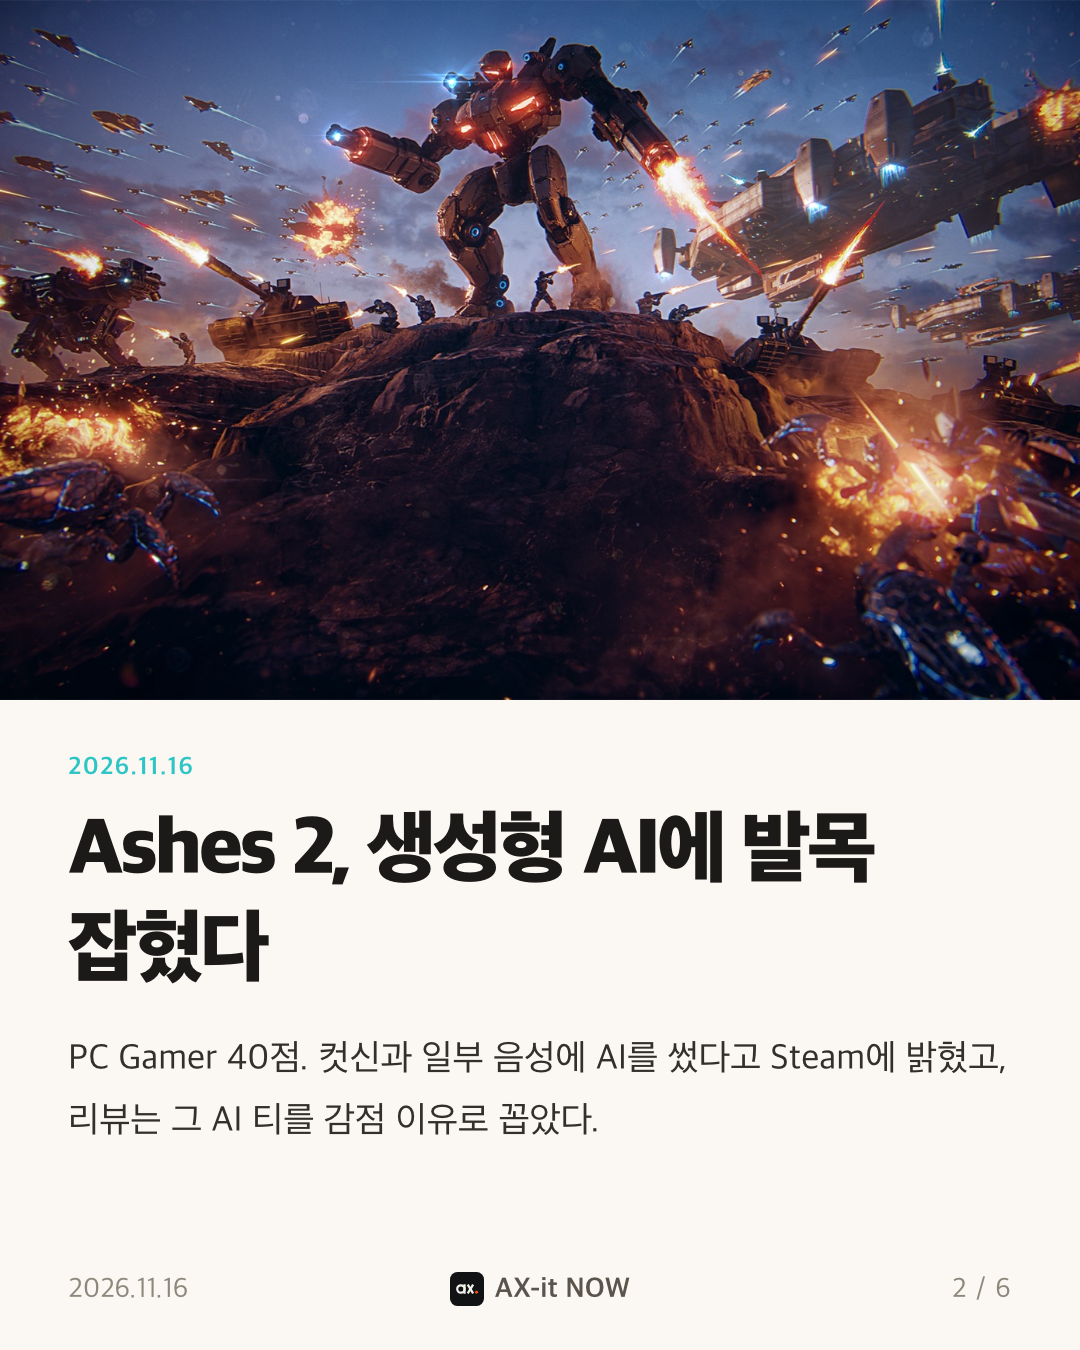 2026.11.16
Ashes 2, 생성형 AI에 발목
잡혔다
PC Gamer 40점. 컷신과 일부 음성에 AI를 썼다고 Steam에 밝혔고,
리뷰는 그 AI 티를 감점 이유로 꼽았다.
2026.11.16
ax. AX-it NOW
2 / 6